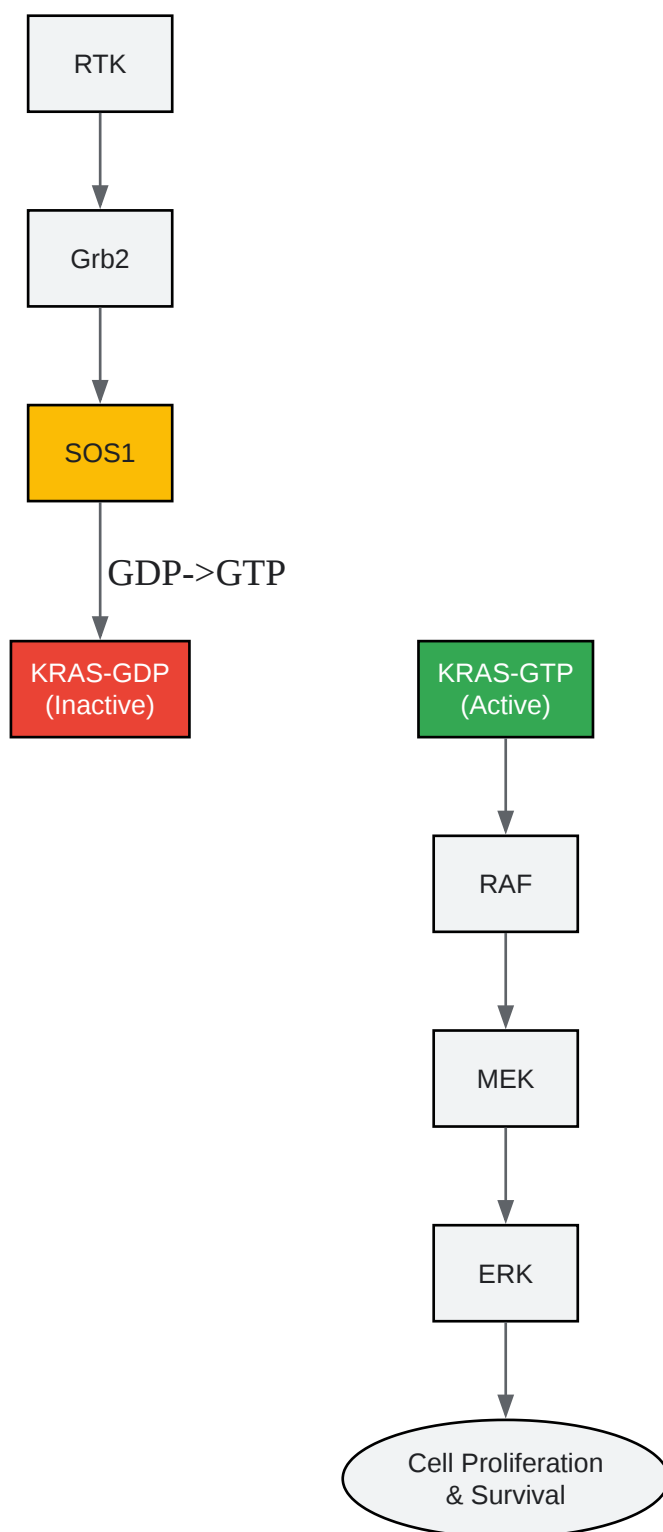 RTK
Grb2
SOS1
GDP->GTP
KRAS-GDP
(Inactive)
KRAS-GTP
(Active)
RAF
MEK
ERK
Cell Proliferation
& Survival